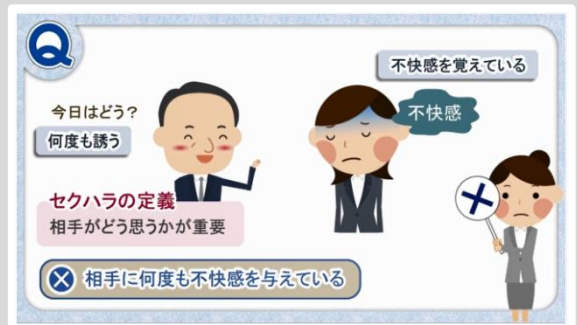 Q
不快感を覚えている
今日はどう？
何度も誘う
不快感
セクハラの定義
相手がどう思うかが重要
相手に何度も不快感を与えている